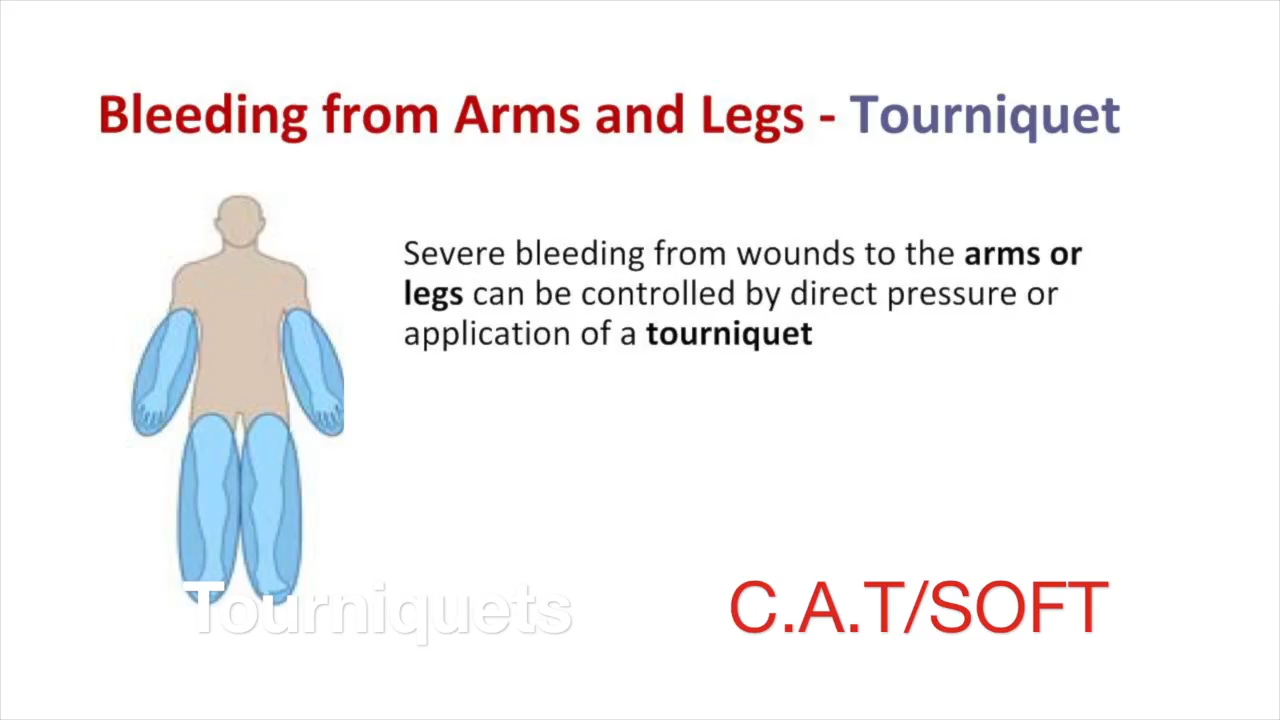 Bleeding from Arms and Legs - Tourniquet
Severe bleeding from wounds to the arms or
legs can be controlled by direct pressure or
application of a tourniquet
Tourniquets
C.A.T/SOFT